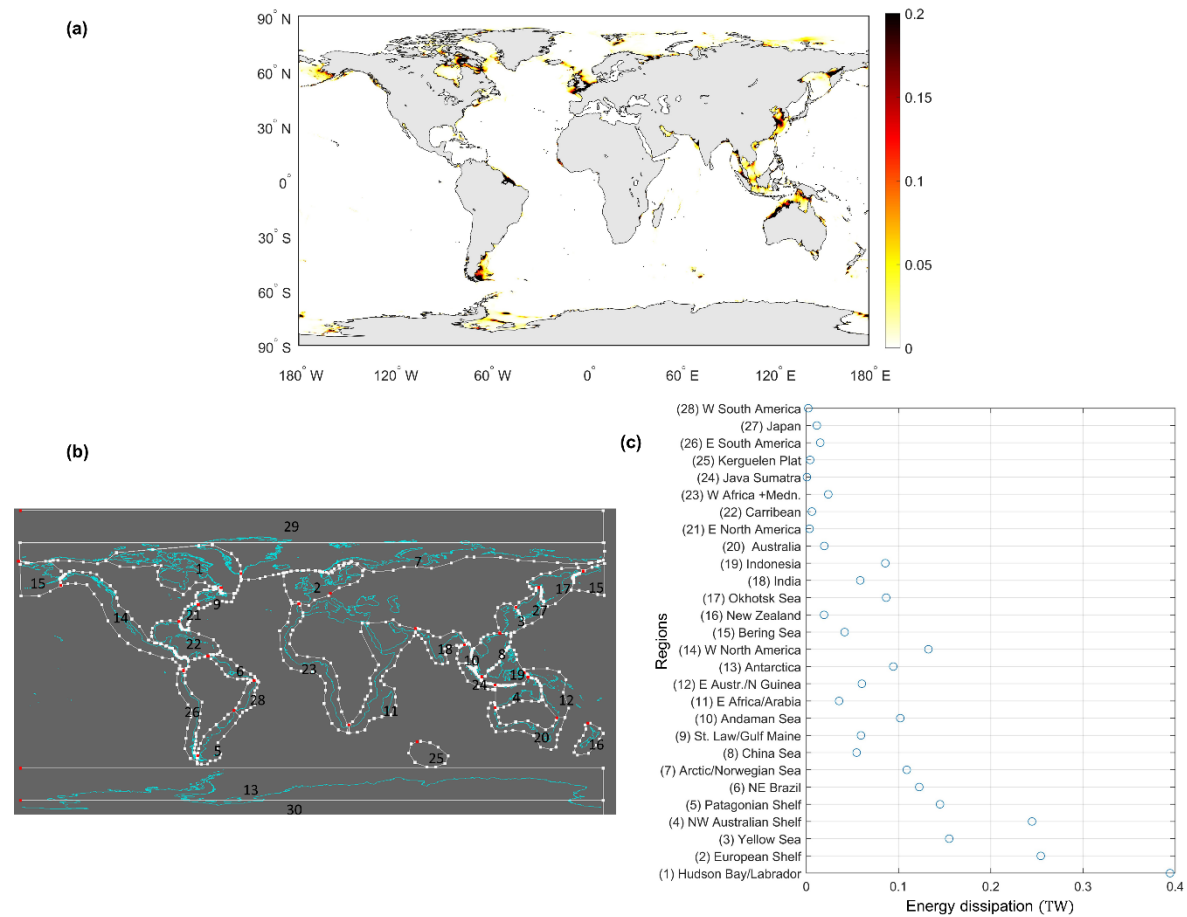 (a)
90° N
60° N
30° N
0°
30° S
60° S
90° S
180° W
120° W
60° W
0°
60° E
120° E
180° E
0.2
0.15
0.1
0.05
0
(b)
29
15
1
2
7
17
15
9
27
14
21
3
22
18
10
8
6
23
24
19
4
12
26
28
11
20
5
25
16
13
30
(c)
(28) W South America
(27) Japan
(26) E South America
(25) Kerguelen Plat
(24) Java Sumatra
(23) W Africa +Medn.
(22) Carribean
(21) E North America
(20) Australia
(19) Indonesia
(18) India
(17) Okhotsk Sea
(16) New Zealand
(15) Bering Sea
(14) W North America
(13) Antarctica
(12) E Austr./N Guinea
(11) E Africa/Arabia
(10) Andaman Sea
(9) St. Law/Gulf Maine
(8) China Sea
(7) Arctic/Norwegian Sea
(6) NE Brazil
(5) Patagonian Shelf
(4) NW Australian Shelf
(3) Yellow Sea
(2) European Shelf
(1) Hudson Bay/Labrador
Regions
0
0.1
0.2
0.3
0.4
Energy dissipation (TW)